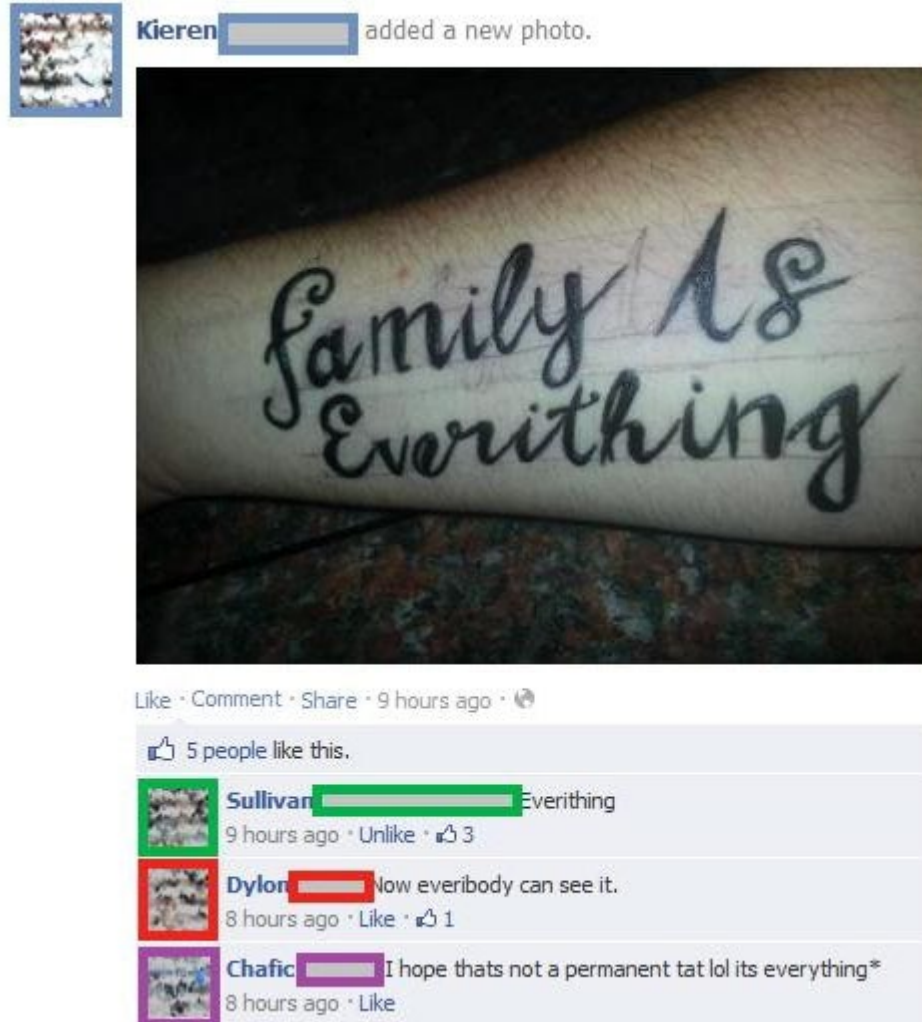 Kieren added a new photo.
family Is
Everithing
Like · Comment · Share · 9 hours ago ·
5 people like this.
Sullivan Everithing
9 hours ago · Unlike · 3
Dylon Now everibody can see it.
8 hours ago · Like · 1
Chafic I hope thats not a permanent tat lol its everything*
8 hours ago · Like